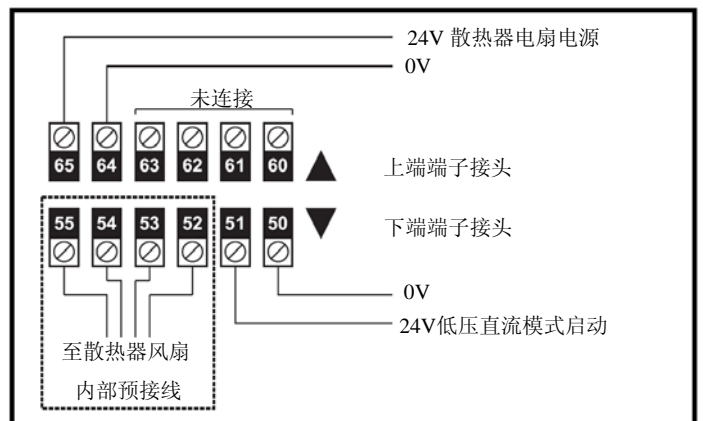 24V 散热器电扇电源
0V
未连接
65 64 63 62 61 60
上端端子接头
55 54 53 52 51 50
下端端子接头
0V
24V低压直流模式启动
至散热器风扇
内部预接线